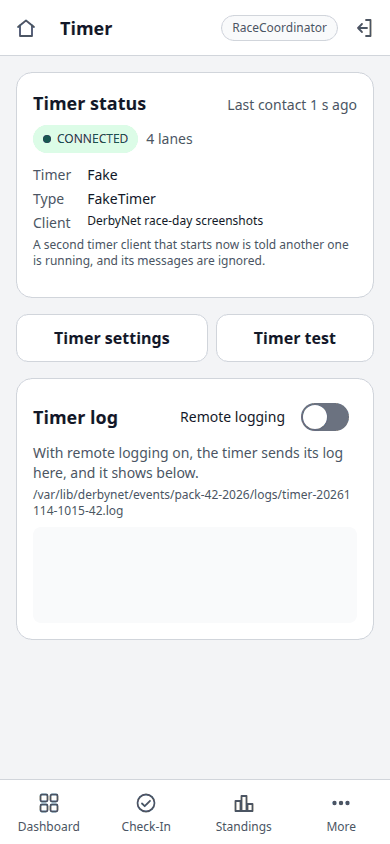 Timer
RaceCoordinator
Timer status
Last contact 1 s ago
CONNECTED
4 lanes
Timer Fake
Type FakeTimer
Client DerbyNet race-day screenshots
A second timer client that starts now is told another one
is running, and its messages are ignored.
Timer settings
Timer test
Timer log
Remote logging
With remote logging on, the timer sends its log
here, and it shows below.
/var/lib/derbynet/events/pack-42-2026/logs/timer-20261
114-1015-42.log
Dashboard
Check-In
Standings
More